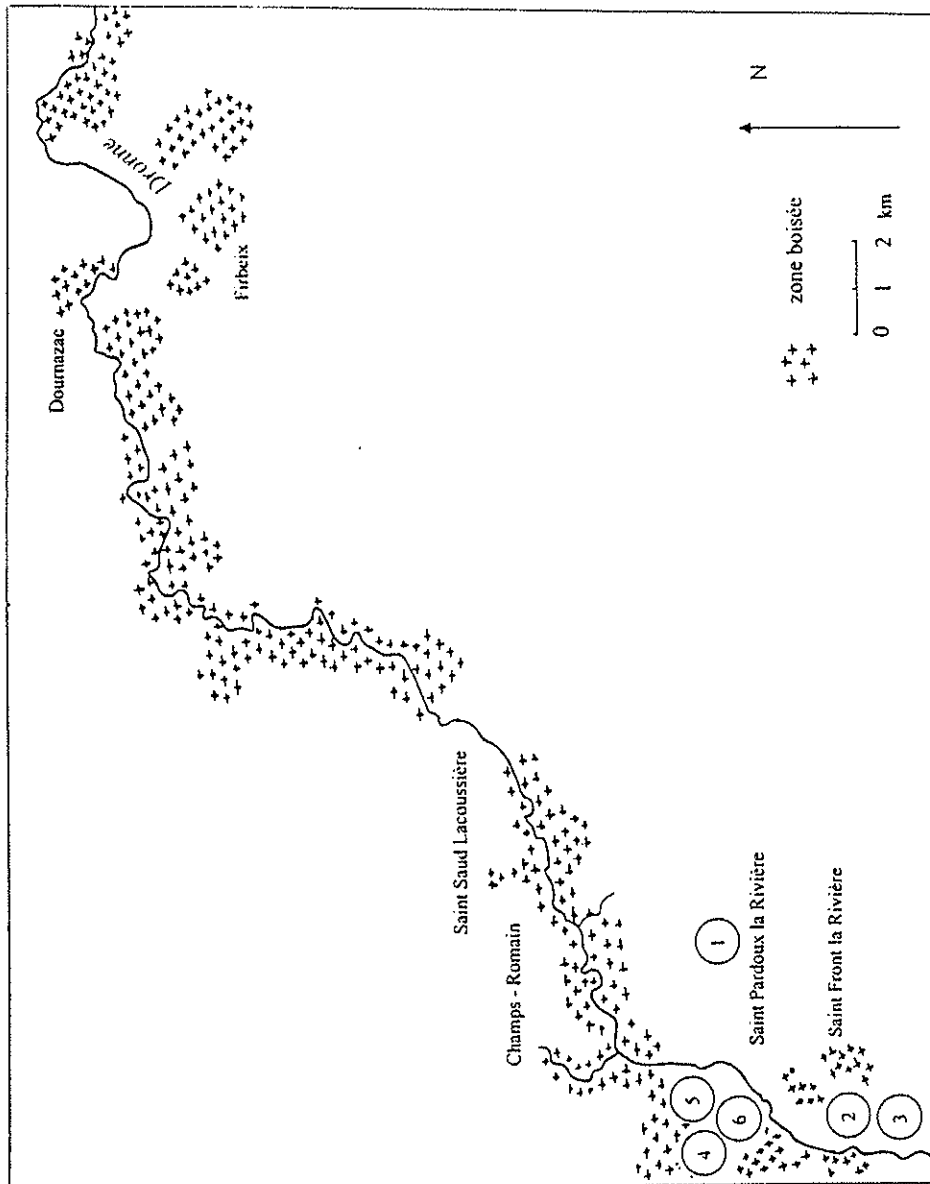 Dronne
Dournazac
Firbeix
Saint Saud Lacoussière
Champs - Romain
Saint Pardoux la Rivière
Saint Front la Rivière
1
2
3
4
5
6
N
zone boisée
0 1 2 km